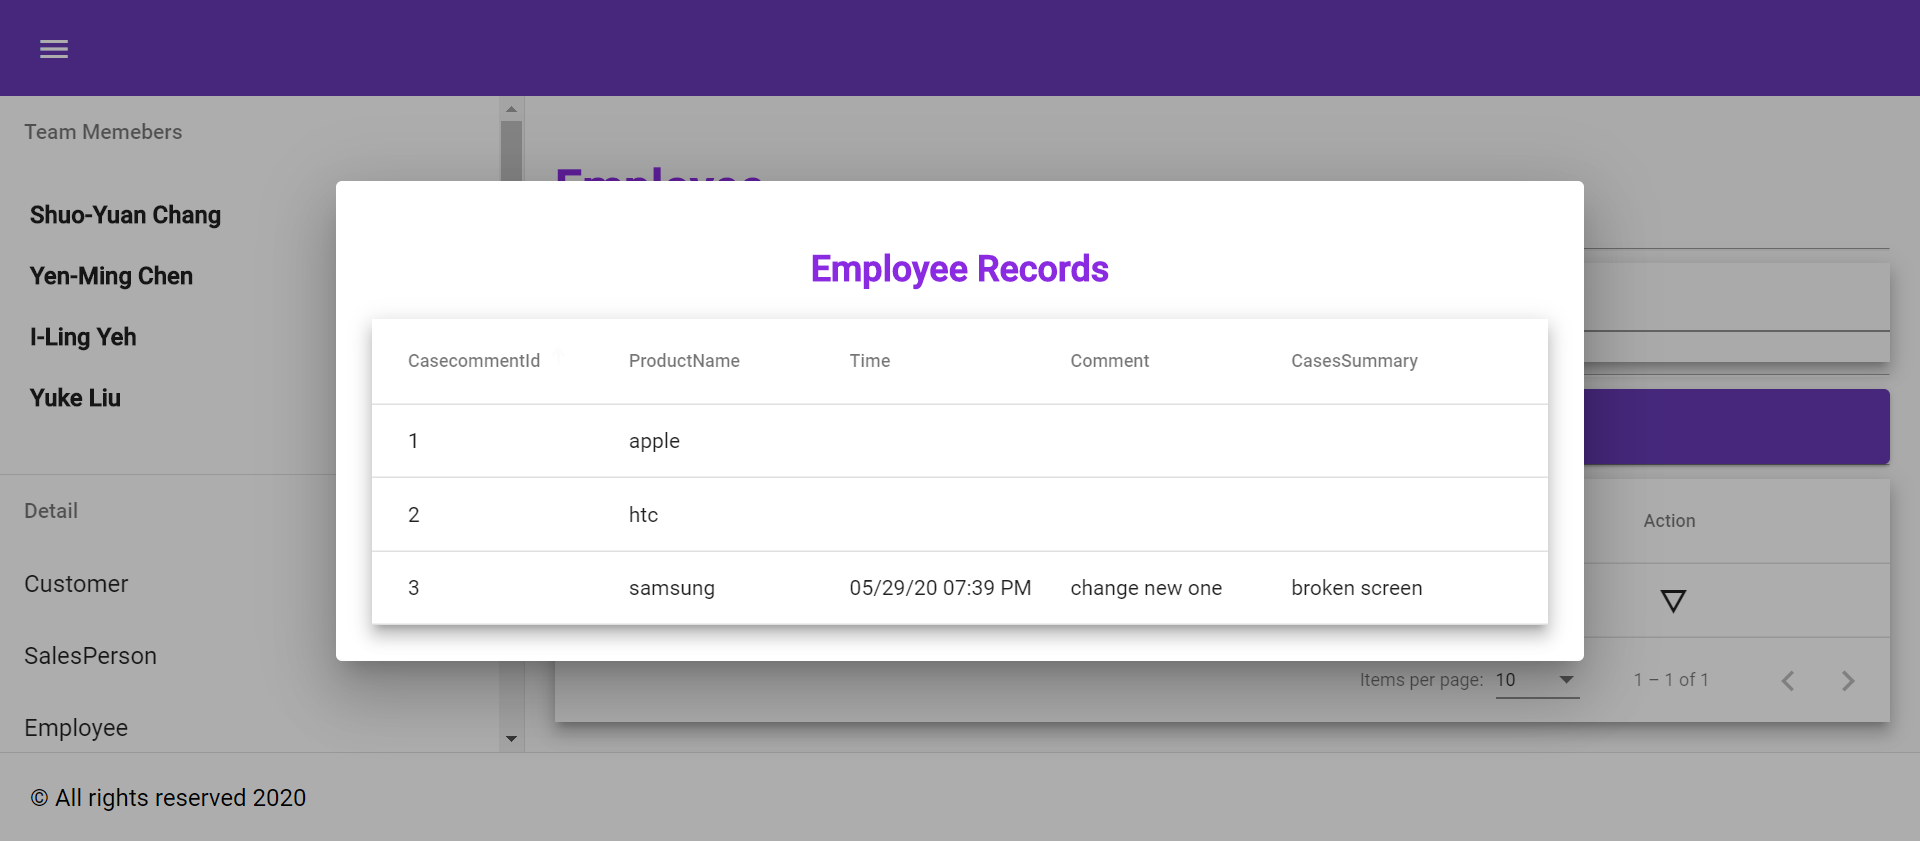 Team Memebers
Shuo-Yuan Chang
Yen-Ming Chen
I-Ling Yeh
Yuke Liu
Detail
Customer
SalesPerson
Employee
Employee
Employee Records
CasecommentId ProductName Time Comment CasesSummary
1 apple
2 htc
3 samsung 05/29/20 07:39 PM change new one broken screen
Action
Items per page: 10 1 – 1 of 1
© All rights reserved 2020